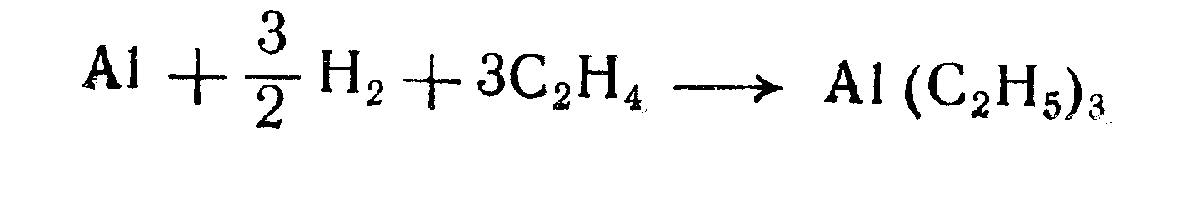 Al + 3/2 H₂ + 3C₂H₄ ⟶ Al (C₂H₅)₃